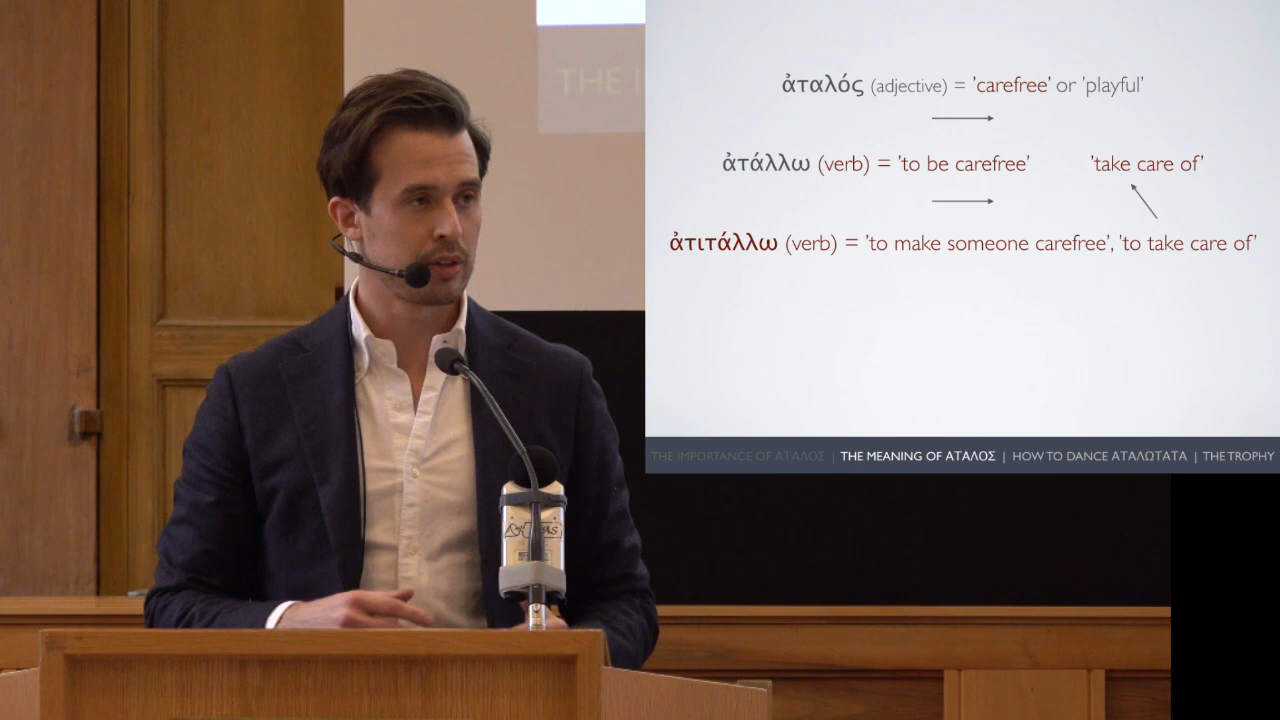 THE I
ἀταλός (adjective) = 'carefree' or 'playful'
ἀτάλλω (verb) = 'to be carefree' 'take care of'
ἀτιτάλλω (verb) = 'to make someone carefree', 'to take care of'
THE IMPORTANCE OF ΑΤΑΛΟΣ | THE MEANING OF ΑΤΑΛΟΣ | HOW TO DANCE ΑΤΑΛΩΤΑΤΑ | THE TROPHY